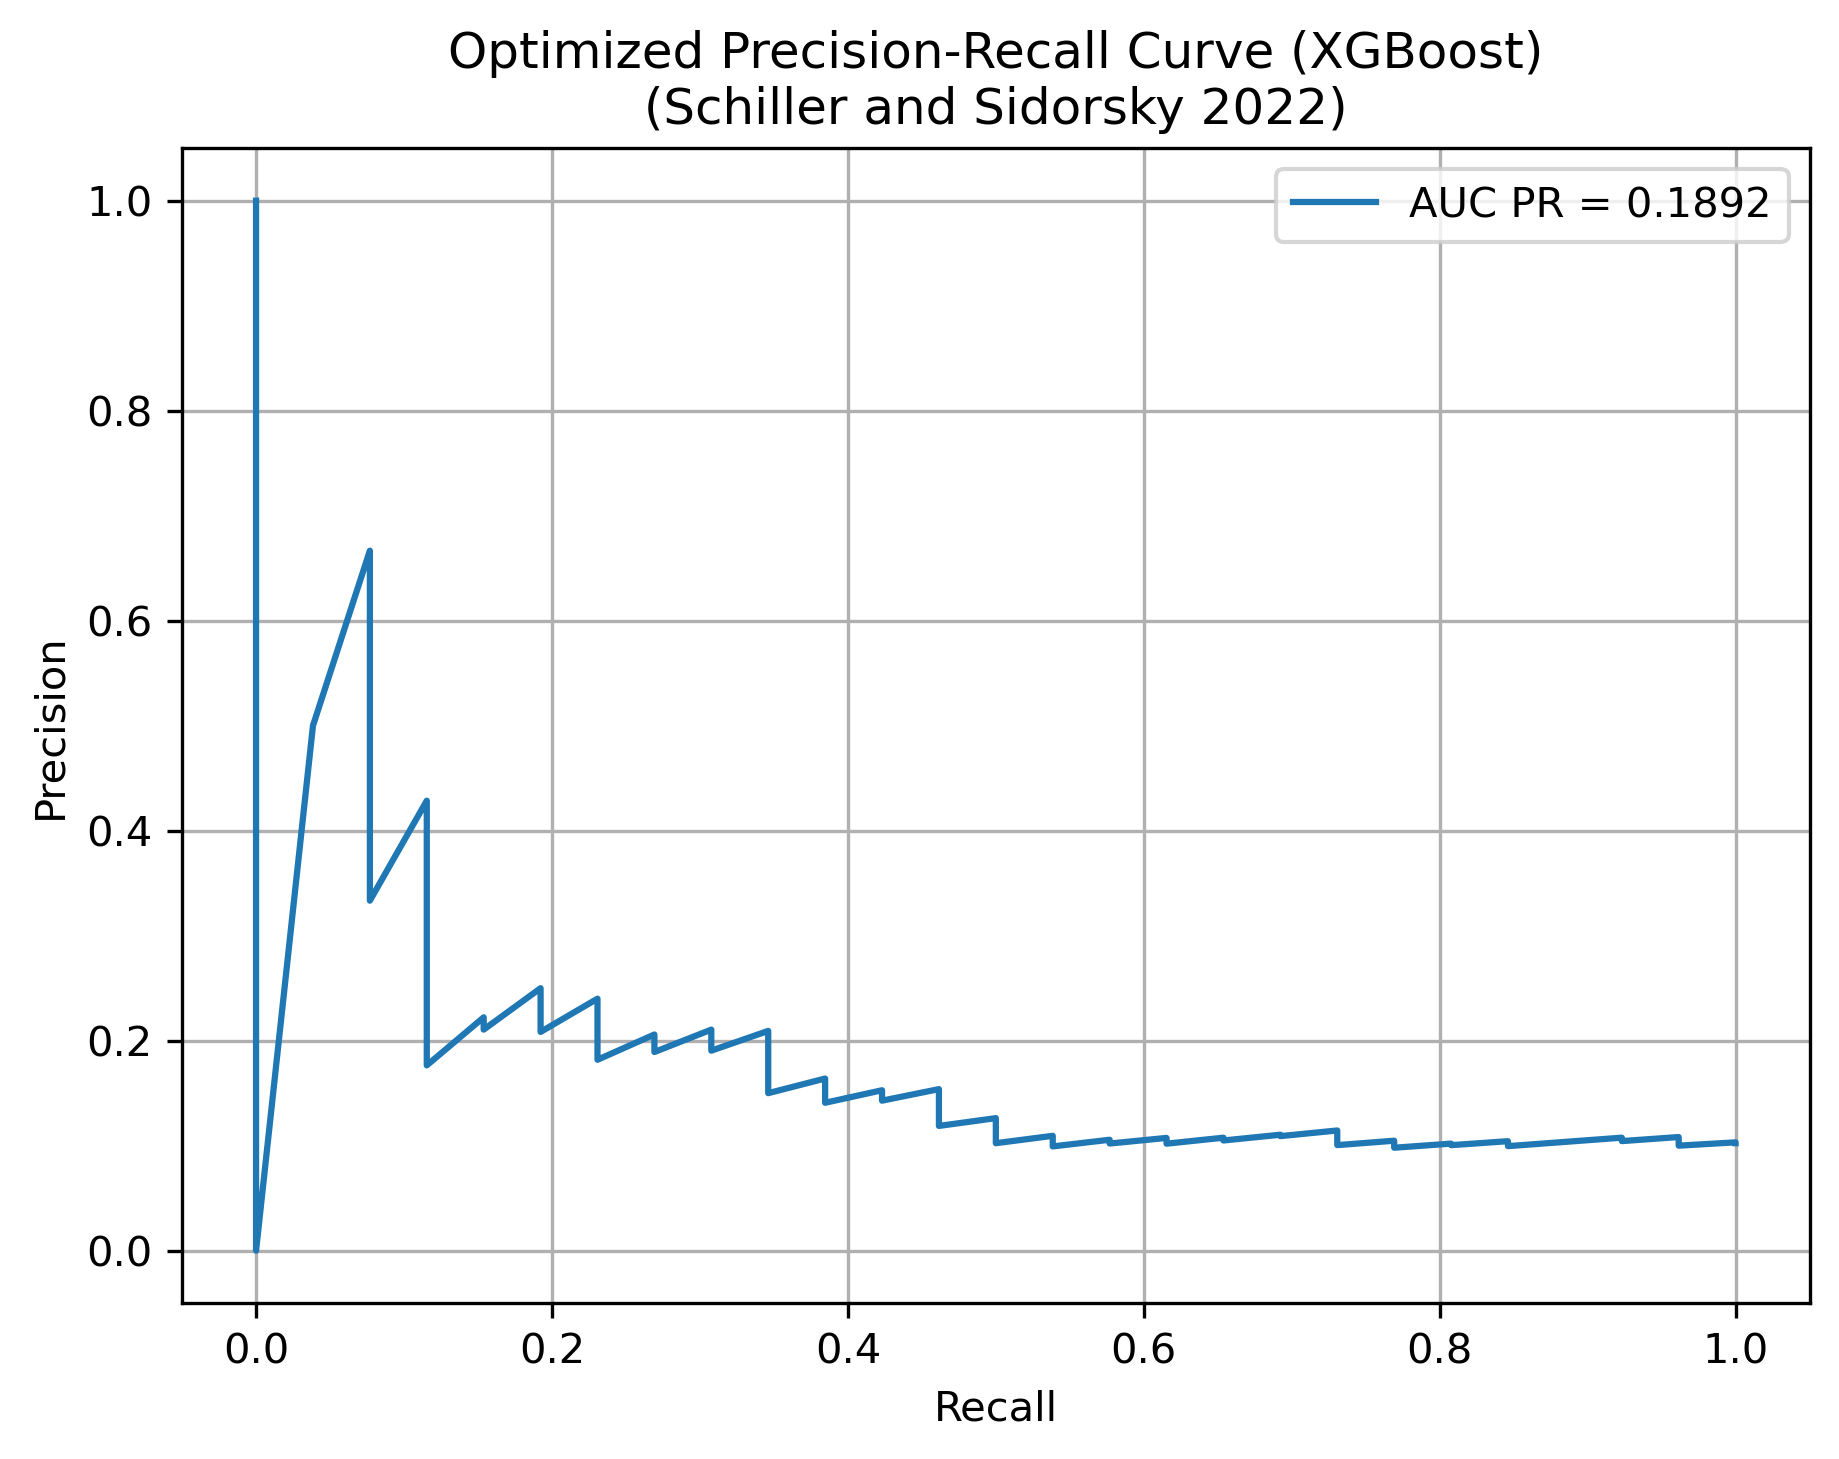 Optimized Precision-Recall Curve (XGBoost)
(Schiller and Sidorsky 2022)
AUC PR = 0.1892
1.0
0.8
0.6
0.4
0.2
0.0
Precision
0.0 0.2 0.4 0.6 0.8 1.0
Recall